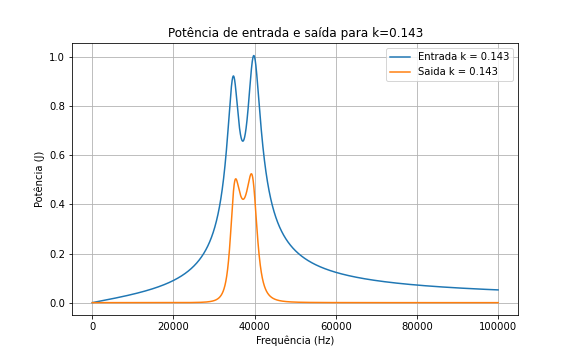 Potência de entrada e saída para k=0.143
Entrada k = 0.143
Saida k = 0.143
Potência (J)
1.0
0.8
0.6
0.4
0.2
0.0
0 20000 40000 60000 80000 100000
Frequência (Hz)